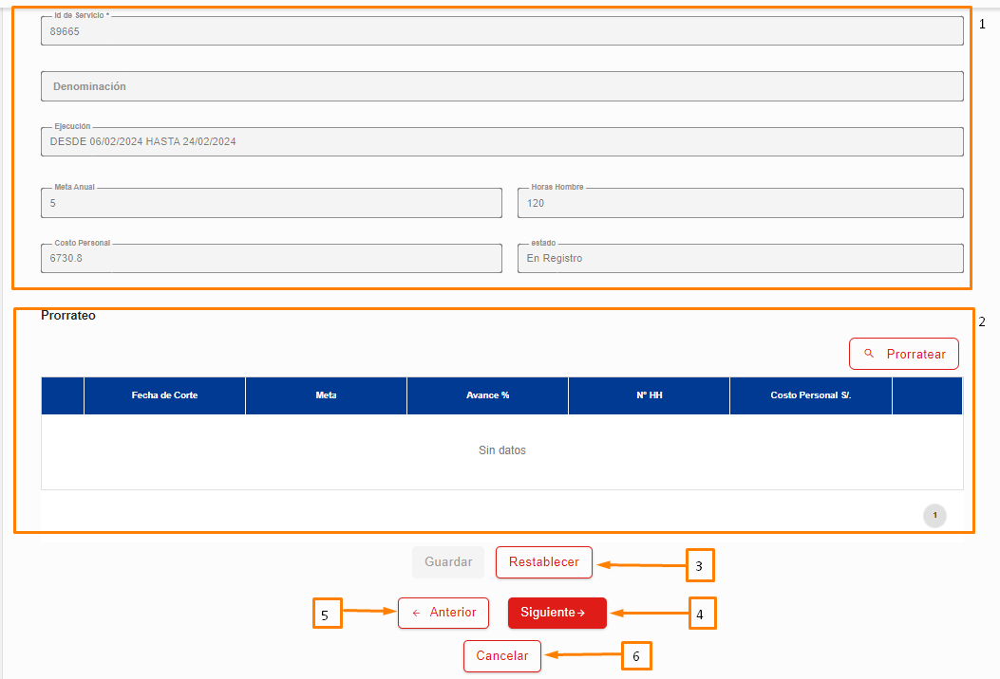 Id de Servicio *
1
89665
Denominación
Ejecución
DESDE 06/02/2024 HASTA 24/02/2024
Meta Anual
5
Horas Hombre
120
Costo Personal
6730.8
estado
En Registro
Prorrateo
2
Prorratear
Fecha de Corte Meta Avance % N° HH Costo Personal S/.
Sin datos
1
Guardar Restablecer 3
5 ← Anterior Siguiente→ 4
Cancelar 6